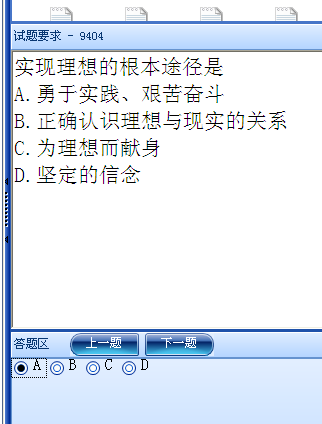 试题要求 - 9404
实现理想的根本途径是
A.勇于实践、艰苦奋斗
B.正确认识理想与现实的关系
C.为理想而献身
D.坚定的信念
答题区 上一题 下一题
A B C D